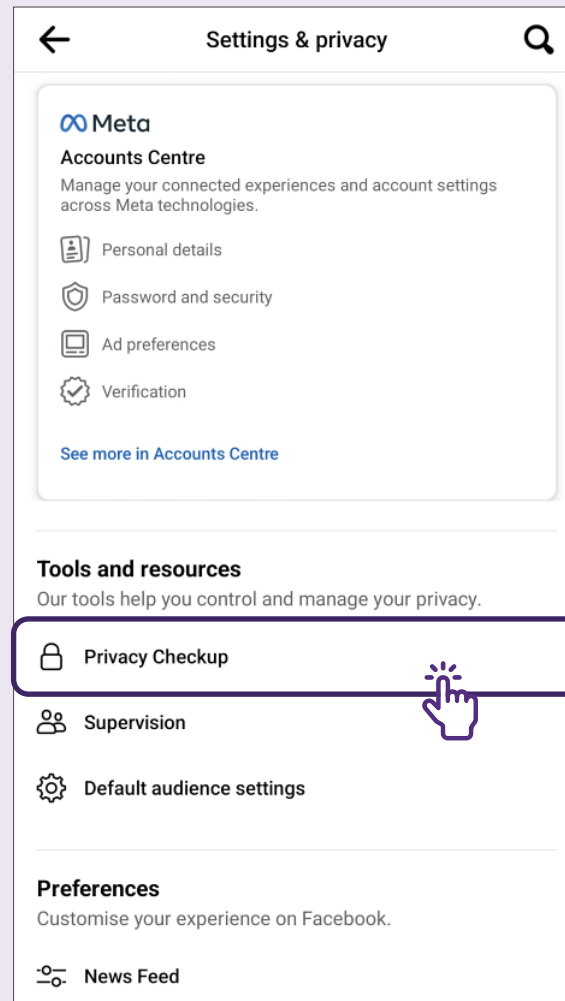 Settings & privacy
Meta
Accounts Centre
Manage your connected experiences and account settings
across Meta technologies.
Personal details
Password and security
Ad preferences
Verification
See more in Accounts Centre
Tools and resources
Our tools help you control and manage your privacy.
Privacy Checkup
Supervision
Default audience settings
Preferences
Customise your experience on Facebook.
News Feed